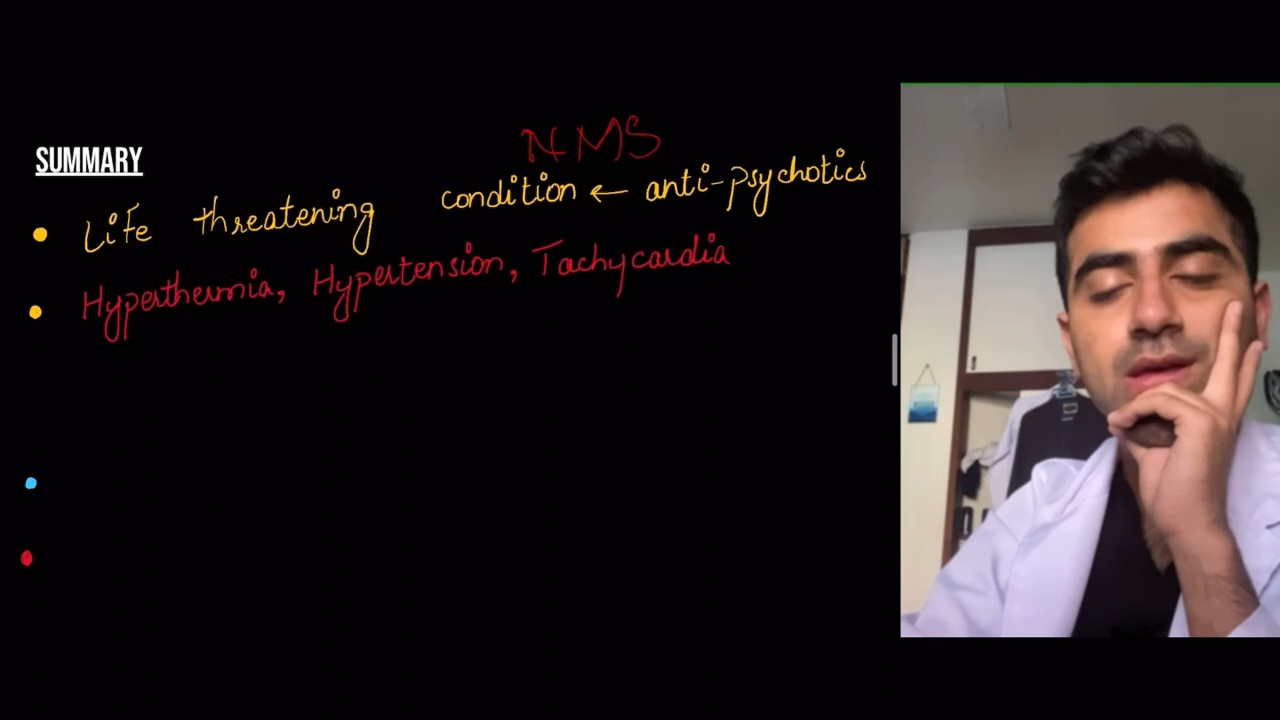 NMS
SUMMARY
• Life threatening condition ← anti-psychotics
• Hyperthermia, Hypertension, Tachycardia